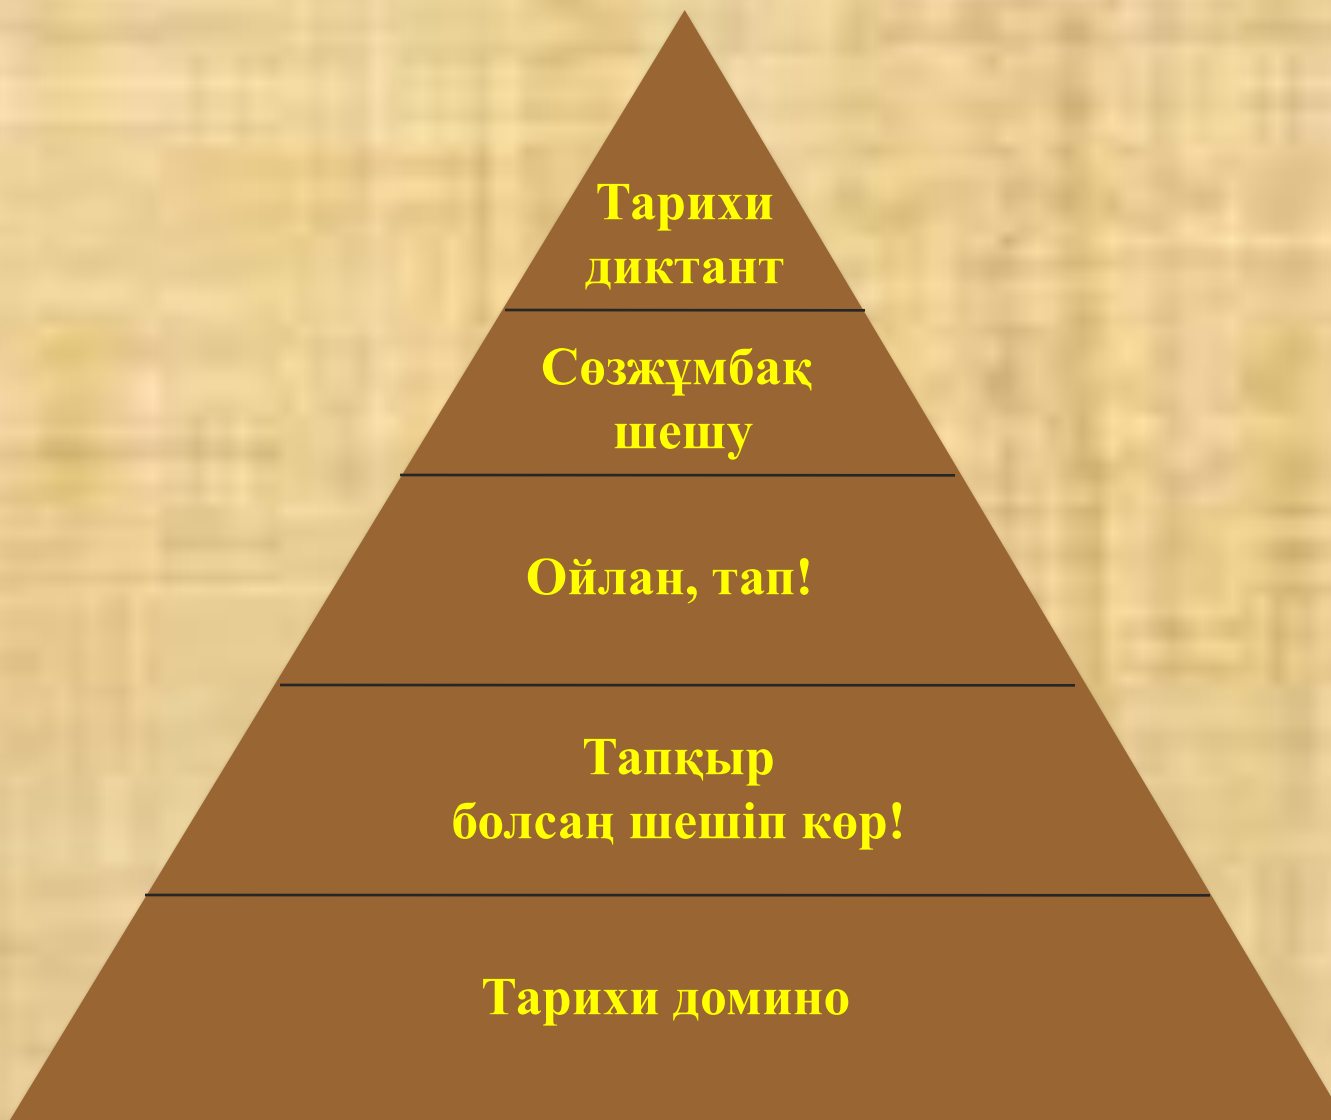 Тарихи
диктант
Сөзжұмбақ
шешу
Ойлан, тап!
Тапқыр
болсаң шешіп көр!
Тарихи домино